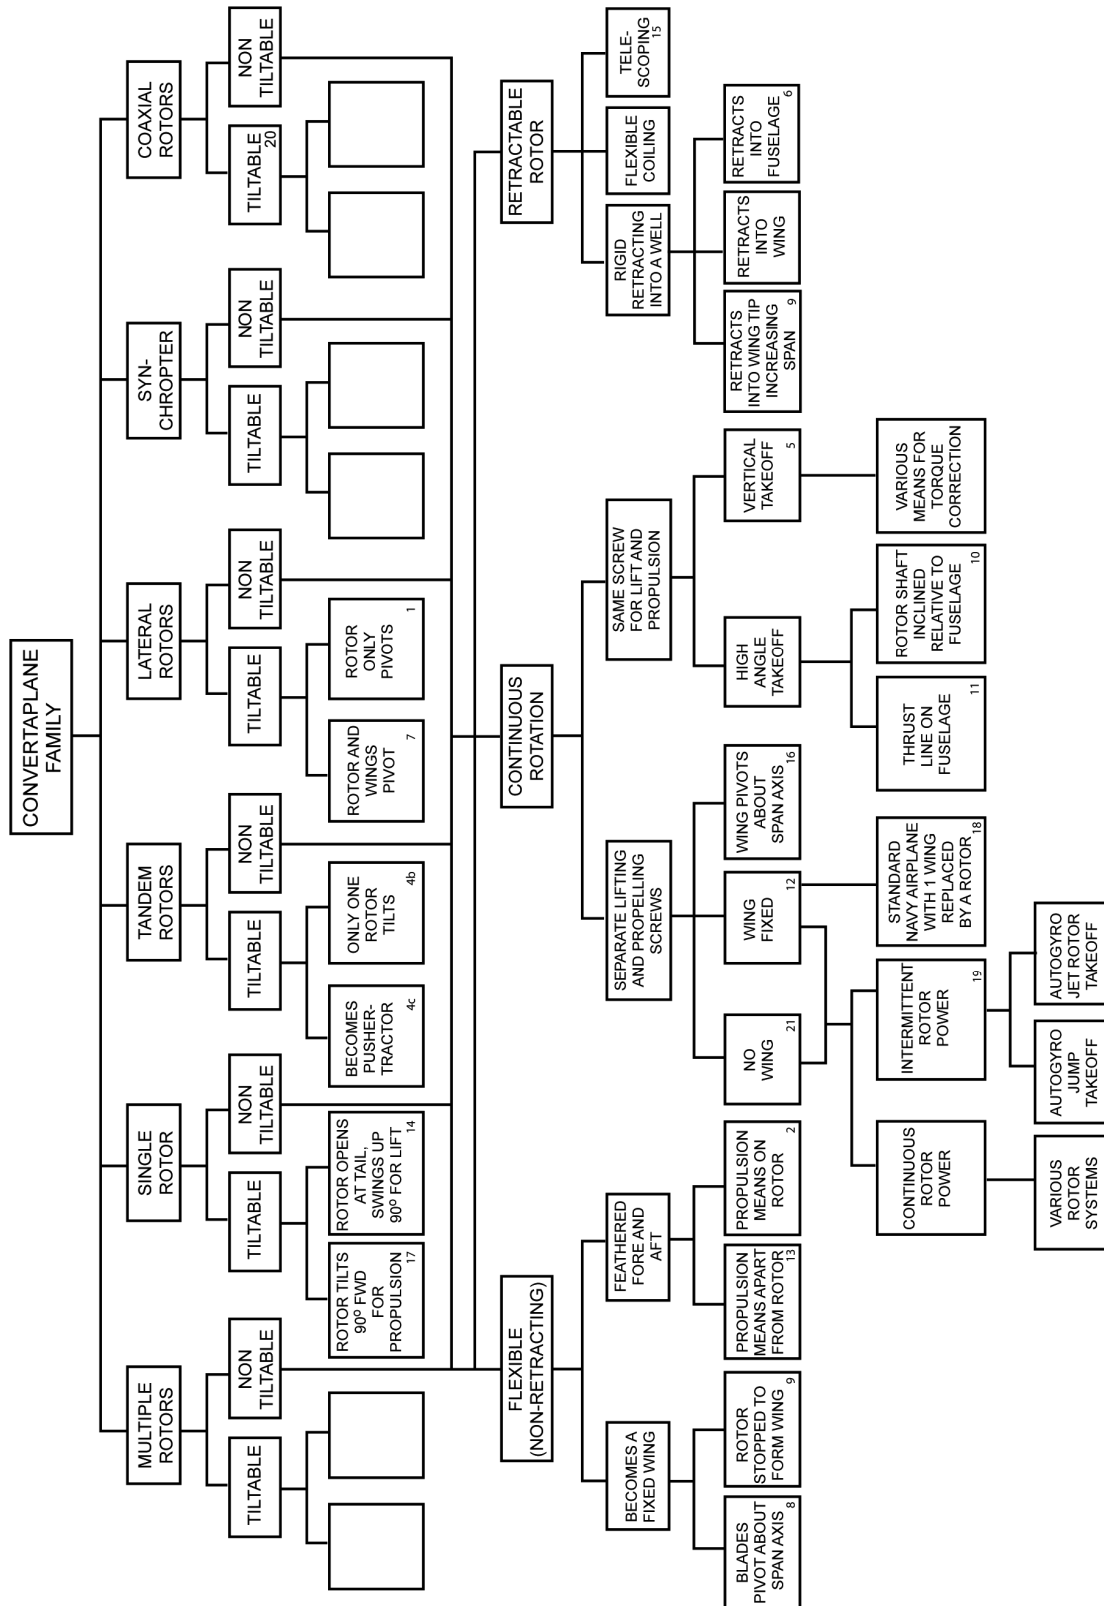 CONVERTAPLANE
FAMILY
MULTIPLE
ROTORS
SINGLE
ROTOR
TANDEM
ROTORS
LATERAL
ROTORS
SYN-
CHROPTER
COAXIAL
ROTORS
TILTABLE
NON
TILTABLE
TILTABLE
NON
TILTABLE
TILTABLE
NON
TILTABLE
TILTABLE
NON
TILTABLE
TILTABLE
NON
TILTABLE
TILTABLE
20
NON
TILTABLE
ROTOR TILTS
90º FWD
FOR
PROPULSION
17
ROTOR OPENS
AT TAIL,
SWINGS UP
90º FOR LIFT
14
BECOMES
PUSHER-
TRACTOR
4c
ONLY ONE
ROTOR
TILTS
4b
ROTOR AND
WINGS
PIVOT
7
ROTOR
ONLY
PIVOTS
1
FLEXIBLE
(NON-RETRACTING)
CONTINUOUS
ROTATION
RETRACTABLE
ROTOR
BECOMES A
FIXED WING
FEATHERED
FORE AND
AFT
SEPARATE LIFTING
AND PROPELLING
SCREWS
SAME SCREW
FOR LIFT AND
PROPULSION
RIGID
RETRACTING
INTO A WELL
FLEXIBLE
COILING
TELE-
SCOPING
15
BLADES
PIVOT ABOUT
SPAN AXIS
8
ROTOR
STOPPED TO
FORM WING
9
PROPULSION
MEANS APART
FROM ROTOR
13
PROPULSION
MEANS ON
ROTOR
2
NO
WING
21
WING
FIXED
12
WING PIVOTS
ABOUT
SPAN AXIS
16
HIGH
ANGLE
TAKEOFF
VERTICAL
TAKEOFF
5
RETRACTS
INTO WING TIP
INCREASING
SPAN
9
RETRACTS
INTO
WING
RETRACTS
INTO
FUSELAGE
6
CONTINUOUS
ROTOR
POWER
INTERMITTENT
ROTOR
POWER
19
STANDARD
NAVY AIRPLANE
WITH 1 WING
REPLACED
BY A ROTOR
18
THRUST
LINE ON
FUSELAGE
11
ROTOR SHAFT
INCLINED
RELATIVE TO
FUSELAGE
10
VARIOUS
MEANS FOR
TORQUE
CORRECTION
VARIOUS
ROTOR
SYSTEMS
AUTOGYRO
JUMP
TAKEOFF
AUTOGYRO
JET ROTOR
TAKEOFF